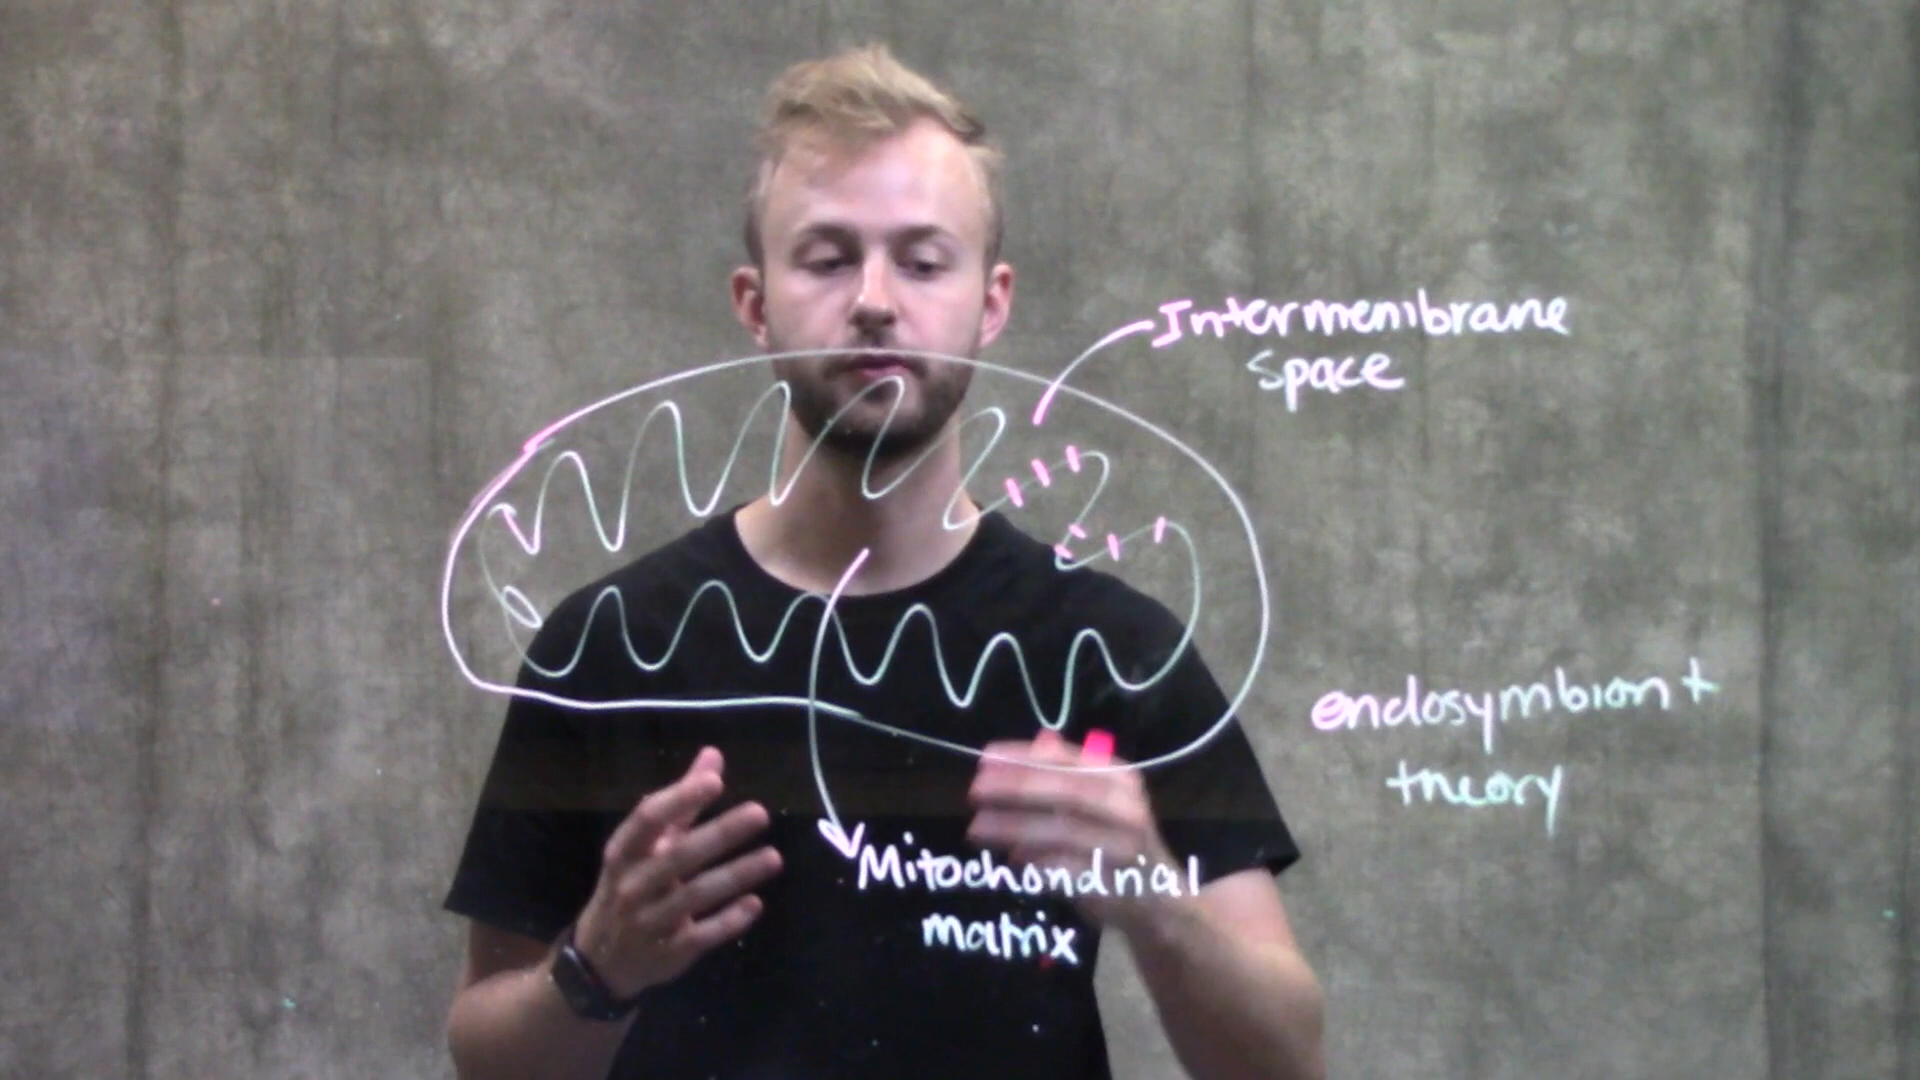 Intermembrane
space
endosymbiont
theory
Mitochondrial
matrix